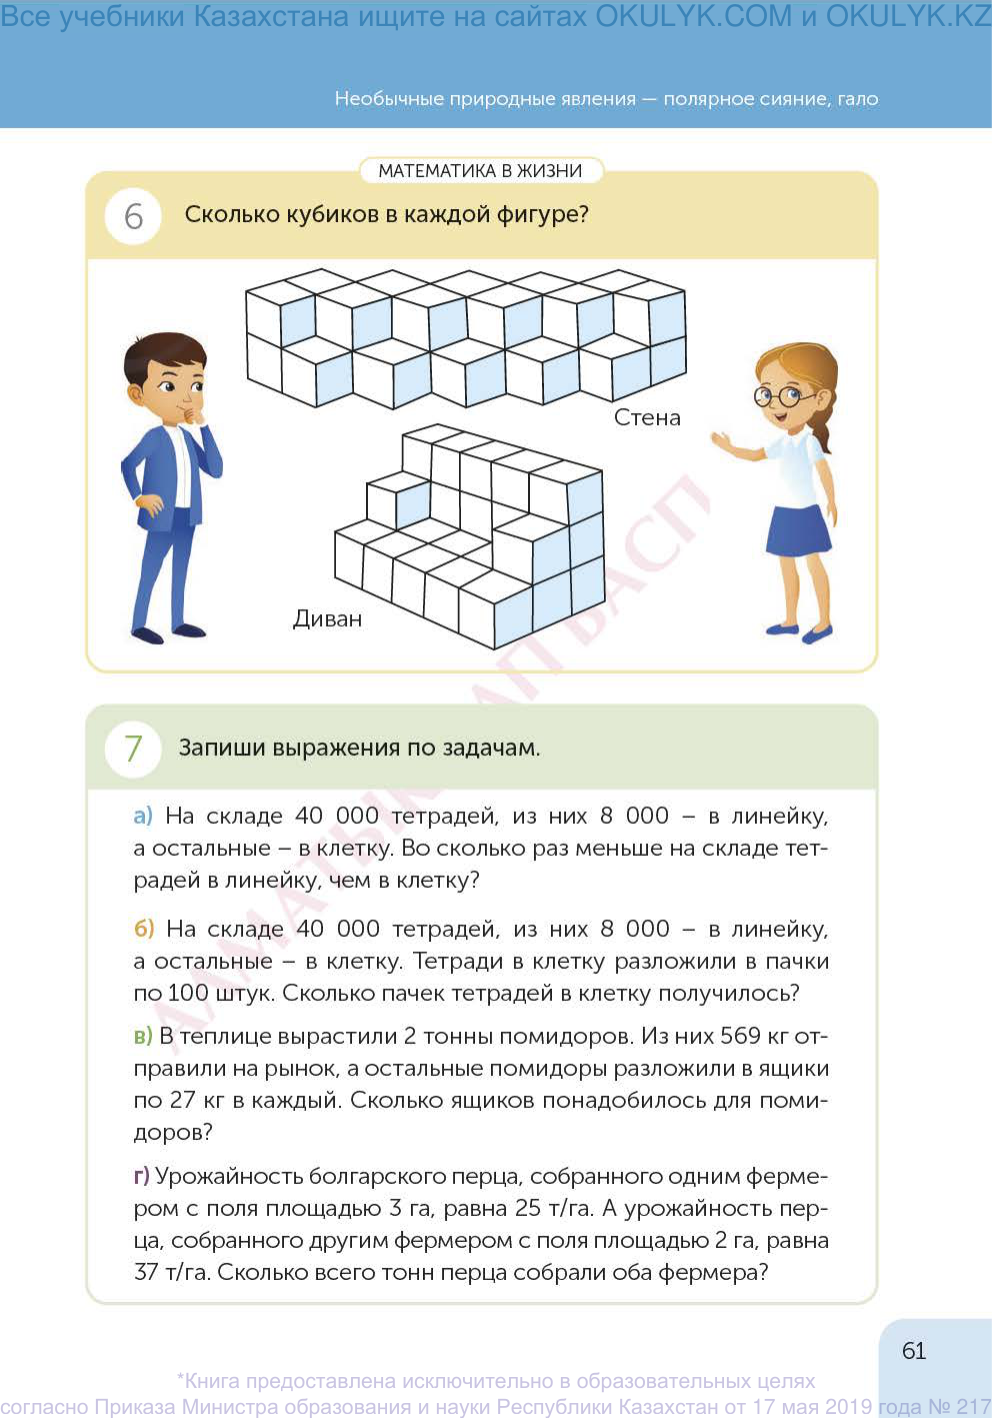 Все учебники Казахстана ищите на сайтах OKULYK.COM и OKULYK.KZ
Необычные природные явления — полярное сияние, гало
МАТЕМАТИКА В ЖИЗНИ
6
Сколько кубиков в каждой фигуре?
Стена
Диван
7
Запиши выражения по задачам.
а) На складе 40 000 тетрадей, из них 8 000 – в линейку,
а остальные – в клетку. Во сколько раз меньше на складе тет-
радей в линейку, чем в клетку?
б) На складе 40 000 тетрадей, из них 8 000 – в линейку,
а остальные – в клетку. Тетради в клетку разложили в пачки
по 100 штук. Сколько пачек тетрадей в клетку получилось?
в) В теплице вырастили 2 тонны помидоров. Из них 569 кг от-
правили на рынок, а остальные помидоры разложили в ящики
по 27 кг в каждый. Сколько ящиков понадобилось для поми-
доров?
г) Урожайность болгарского перца, собранного одним ферме-
ром с поля площадью 3 га, равна 25 т/га. А урожайность пер-
ца, собранного другим фермером с поля площадью 2 га, равна
37 т/га. Сколько всего тонн перца собрали оба фермера?
61
*Книга предоставлена исключительно в образовательных целях
согласно Приказа Министра образования и науки Республики Казахстан от 17 мая 2019 года № 217